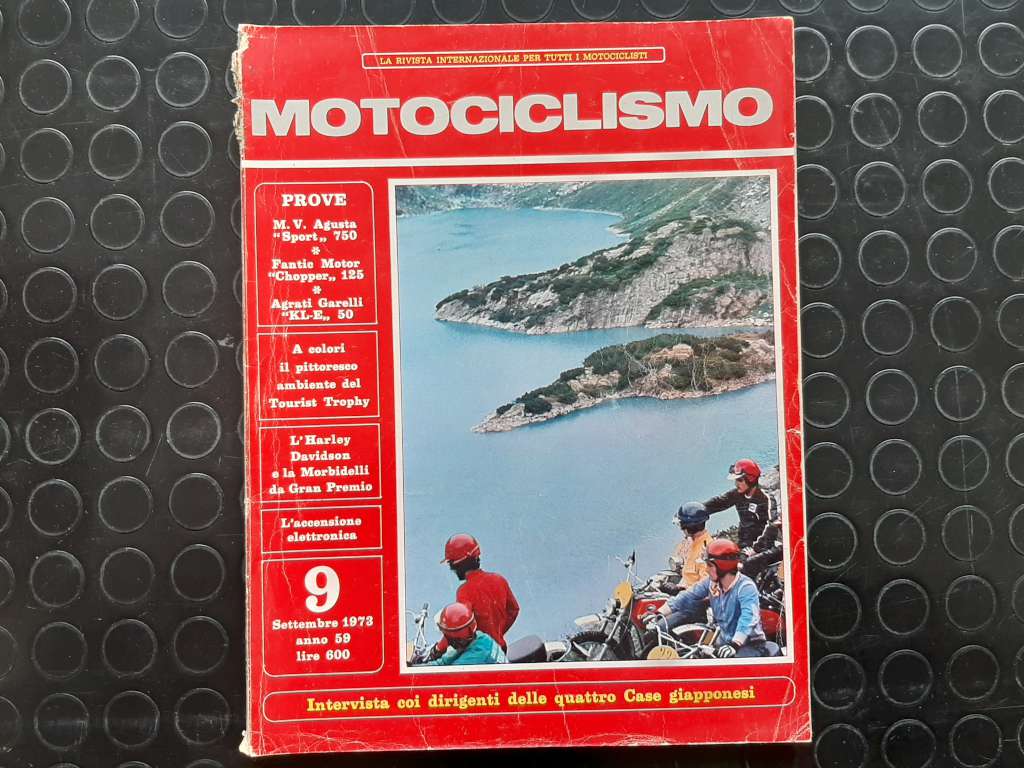 LA RIVISTA INTERNAZIONALE PER TUTTI I MOTOCICLISTI
MOTOCICLISMO
PROVE
M. V. Agusta
“Sport„ 750
*
Fantic Motor
“Chopper„ 125
*
Agrati Garelli
“KL-E„ 50
A colori
il pittoresco
ambiente del
Tourist Trophy
L'Harley
Davidson
e la Morbidelli
da Gran Premio
L'accensione
elettronica
9
Settembre 1973
anno 59
lire 600
Intervista coi dirigenti delle quattro Case giapponesi